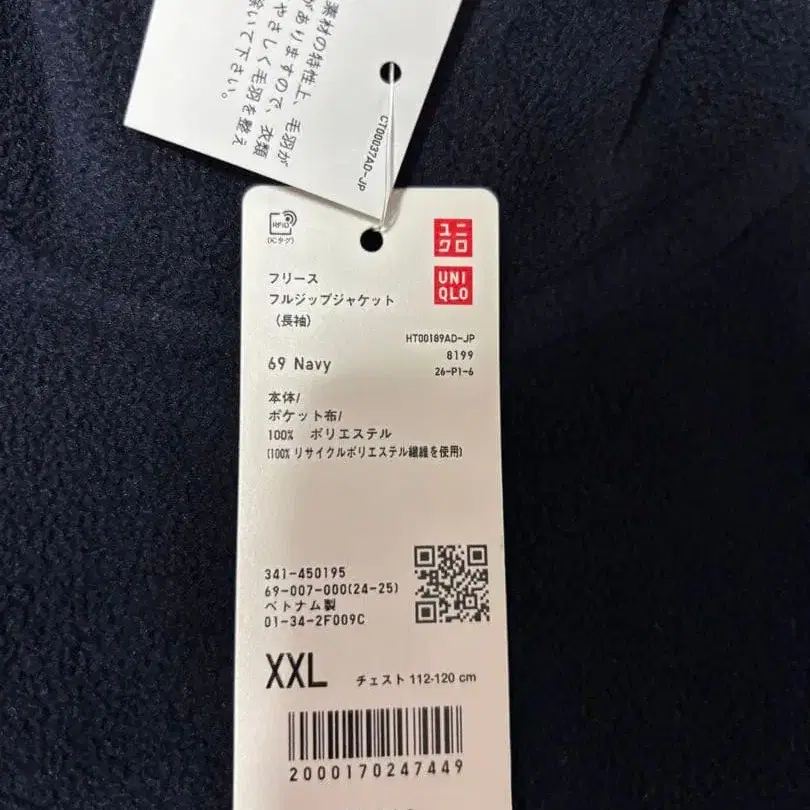 素材の特性上、毛羽が
がありますので、衣類
やさしく毛羽を整え
除いて下さい。
CT00037AD-JP
RFID
(ICタグ)
ユニ
クロ
UNI
QLO
フリース
フルジップジャケット
(長袖)
HT00189AD-JP
8199
26-P1-6
69 Navy
本体/
ポケット布/
100% ポリエステル
(100% リサイクルポリエステル繊維を使用)
341-450195
69-007-000(24-25)
ベトナム製
01-34-2F009C
XXL チェスト 112-120 cm
2000170247449